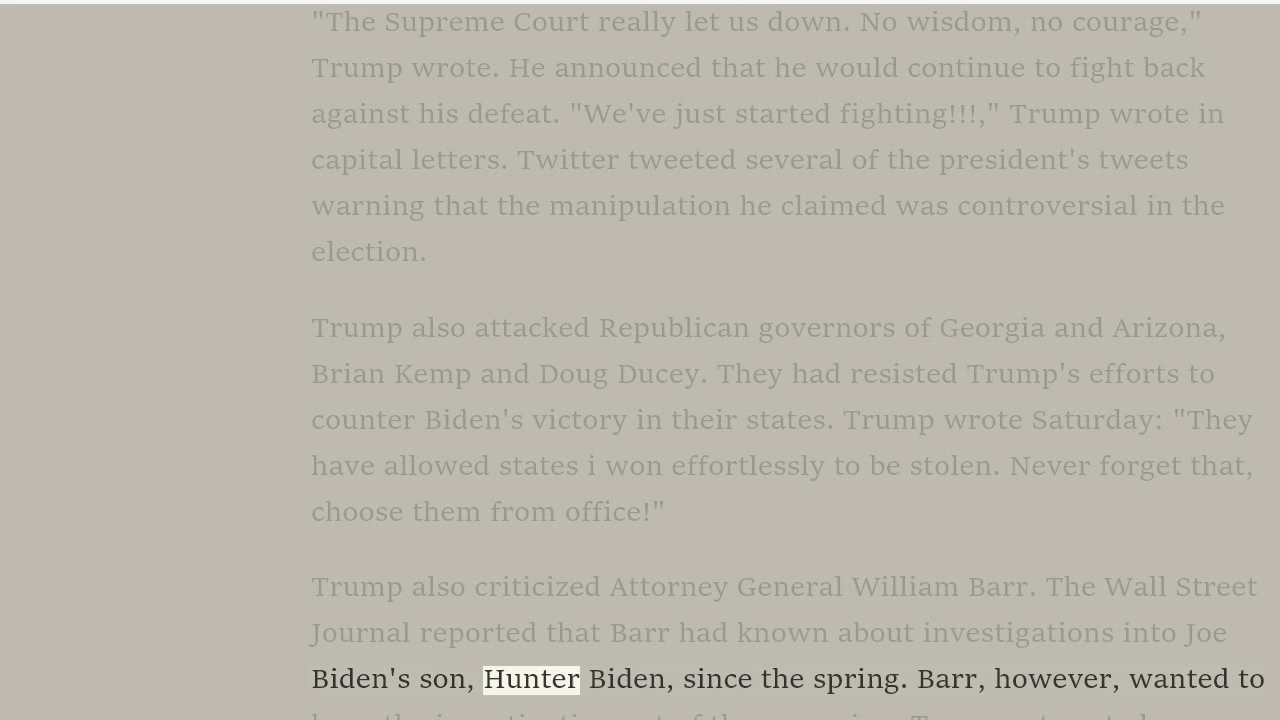 "The Supreme Court really let us down. No wisdom, no courage,"
Trump wrote. He announced that he would continue to fight back
against his defeat. "We've just started fighting!!!," Trump wrote in
capital letters. Twitter tweeted several of the president's tweets
warning that the manipulation he claimed was controversial in the
election.
Trump also attacked Republican governors of Georgia and Arizona,
Brian Kemp and Doug Ducey. They had resisted Trump's efforts to
counter Biden's victory in their states. Trump wrote Saturday: "They
have allowed states i won effortlessly to be stolen. Never forget that,
choose them from office!"
Trump also criticized Attorney General William Barr. The Wall Street
Journal reported that Barr had known about investigations into Joe
Biden's son, Hunter Biden, since the spring. Barr, however, wanted to